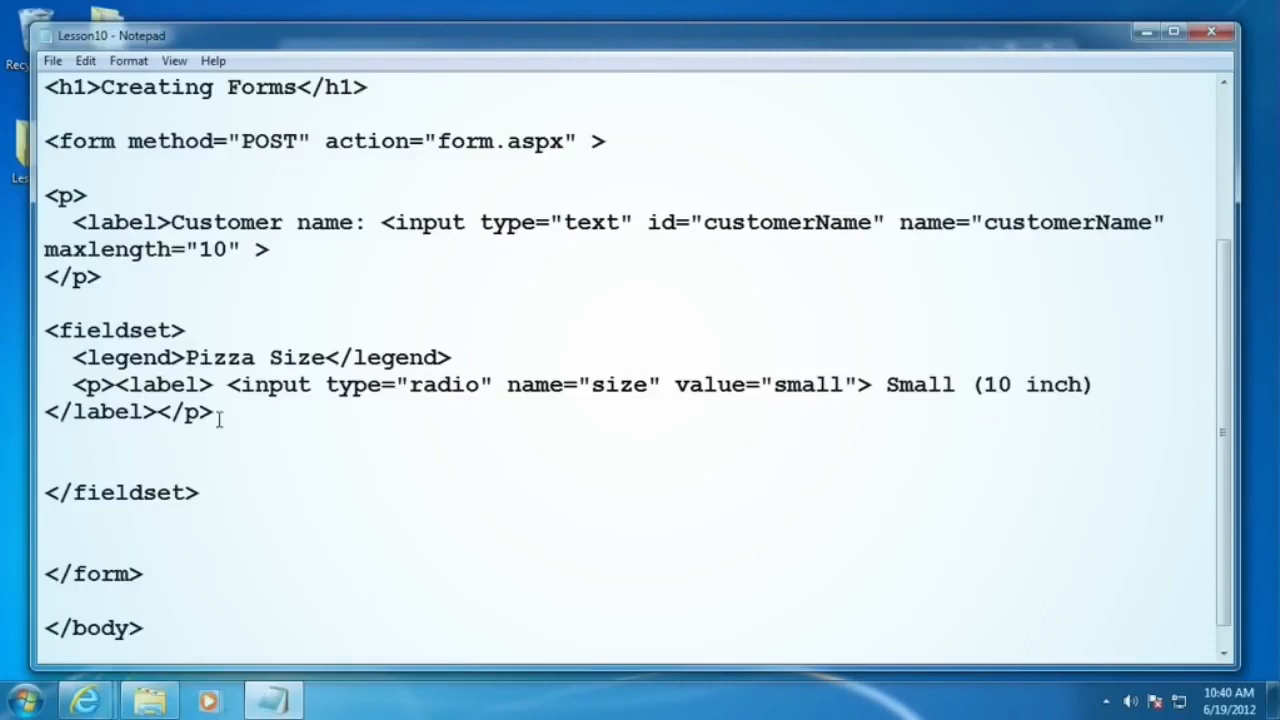 Lesson10 - Notepad
File Edit Format View Help
<h1>Creating Forms</h1>
<form method="POST" action="form.aspx" >
<p>
<label>Customer name: <input type="text" id="customerName" name="customerName"
maxlength="10" >
</p>
<fieldset>
<legend>Pizza Size</legend>
<p><label> <input type="radio" name="size" value="small"> Small (10 inch)
</label></p>
</fieldset>
</form>
</body>
10:40 AM
6/19/2012